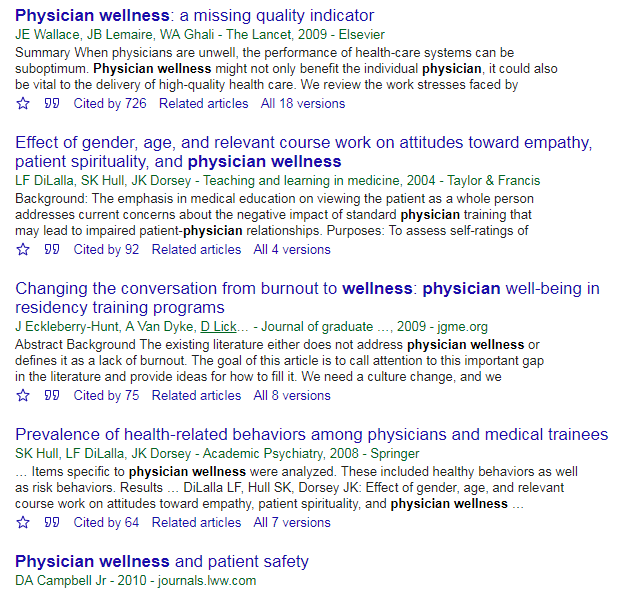 Physician wellness: a missing quality indicator
JE Wallace, JB Lemaire, WA Ghali - The Lancet, 2009 - Elsevier
Summary When physicians are unwell, the performance of health-care systems can be
suboptimum. Physician wellness might not only benefit the individual physician, it could also
be vital to the delivery of high-quality health care. We review the work stresses faced by
Cited by 726 Related articles All 18 versions
Effect of gender, age, and relevant course work on attitudes toward empathy,
patient spirituality, and physician wellness
LF DiLalla, SK Hull, JK Dorsey - Teaching and learning in medicine, 2004 - Taylor & Francis
Background: The emphasis in medical education on viewing the patient as a whole person
addresses current concerns about the negative impact of standard physician training that
may lead to impaired patient-physician relationships. Purposes: To assess self-ratings of
Cited by 92 Related articles All 4 versions
Changing the conversation from burnout to wellness: physician well-being in
residency training programs
J Eckleberry-Hunt, A Van Dyke, D Lick… - Journal of graduate …, 2009 - jgme.org
Abstract Background The existing literature either does not address physician wellness or
defines it as a lack of burnout. The goal of this article is to call attention to this important gap
in the literature and provide ideas for how to fill it. We need a culture change, and we
Cited by 75 Related articles All 8 versions
Prevalence of health-related behaviors among physicians and medical trainees
SK Hull, LF DiLalla, JK Dorsey - Academic Psychiatry, 2008 - Springer
… Items specific to physician wellness were analyzed. These included healthy behaviors as well
as risk behaviors. Results … DiLalla LF, Hull SK, Dorsey JK: Effect of gender, age, and relevant
course work on attitudes toward empathy, patient spirituality, and physician wellness …
Cited by 64 Related articles All 7 versions
Physician wellness and patient safety
DA Campbell Jr - 2010 - journals.lww.com